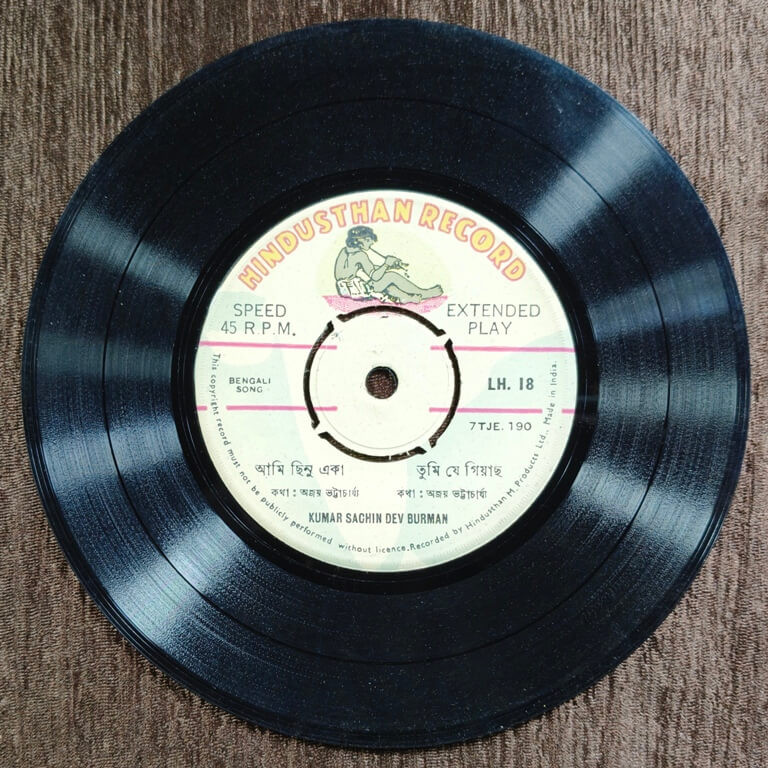 HINDUSTHAN RECORD
SPEED
45 R.P.M.
EXTENDED
PLAY
BENGALI
SONG
LH. 18
7TJE. 190
আমি ছিনু একা
তুমি যে গিয়াছ
কথা : অজয় ভট্টাচার্য্য
কথা : অজয় ভট্টাচার্য্য
KUMAR SACHIN DEV BURMAN
This copyright record must not be publicly performed without licence. Recorded by Hindusthan M. Products Ltd., Made in India.